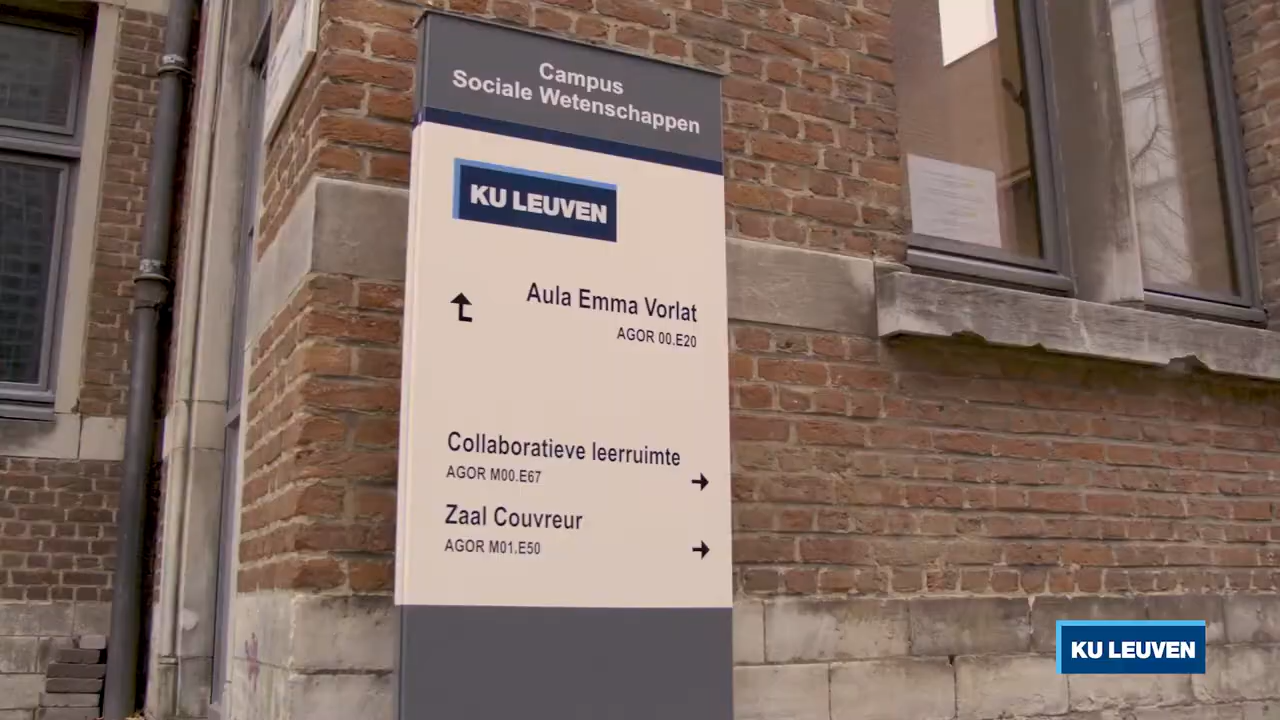 Campus
Sociale Wetenschappen
KU LEUVEN
Aula Emma Vorlat
AGOR 00.E20
Collaboratieve leerruimte
AGOR M00.E67
Zaal Couvreur
AGOR M01.E50
KU LEUVEN